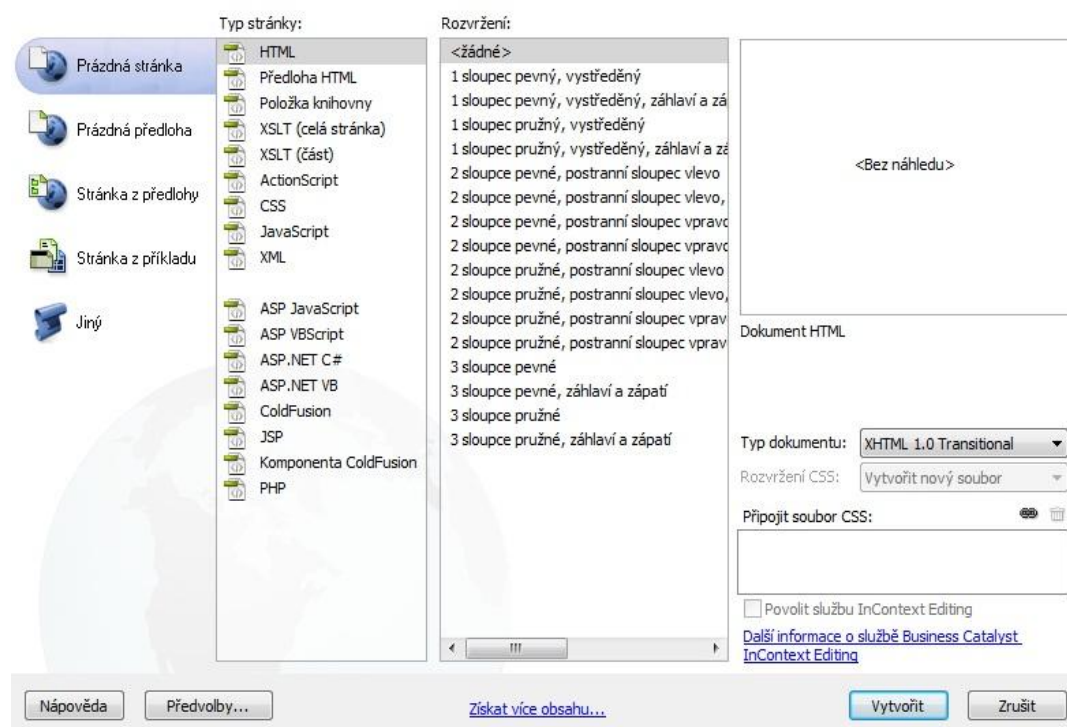 Typ stránky:
Rozvržení:
Prázdná stránka
Prázdná předloha
Stránka z předlohy
Stránka z příkladu
Jiný
HTML
Předloha HTML
Položka knihovny
XSLT (celá stránka)
XSLT (část)
ActionScript
CSS
JavaScript
XML
ASP JavaScript
ASP VBScript
ASP.NET C#
ASP.NET VB
ColdFusion
JSP
Komponenta ColdFusion
PHP
<žádné>
1 sloupec pevný, vystředěný
1 sloupec pevný, vystředěný, záhlaví a zá
1 sloupec pružný, vystředěný
1 sloupec pružný, vystředěný, záhlaví a zá
2 sloupce pevné, postranní sloupec vlevo
2 sloupce pevné, postranní sloupec vlevo,
2 sloupce pevné, postranní sloupec vpravo
2 sloupce pevné, postranní sloupec vpravo
2 sloupce pružné, postranní sloupec vlevo
2 sloupce pružné, postranní sloupec vlevo,
2 sloupce pružné, postranní sloupec vprav
2 sloupce pružné, postranní sloupec vprav
3 sloupce pevné
3 sloupce pevné, záhlaví a zápatí
3 sloupce pružné
3 sloupce pružné, záhlaví a zápatí
<Bez náhledu>
Dokument HTML
Typ dokumentu: XHTML 1.0 Transitional
Rozvržení CSS: Vytvořit nový soubor
Připojit soubor CSS:
Povolit službu InContext Editing
Další informace o službě Business Catalyst
InContext Editing
Nápověda
Předvolby...
Získat více obsahu...
Vytvořit
Zrušit